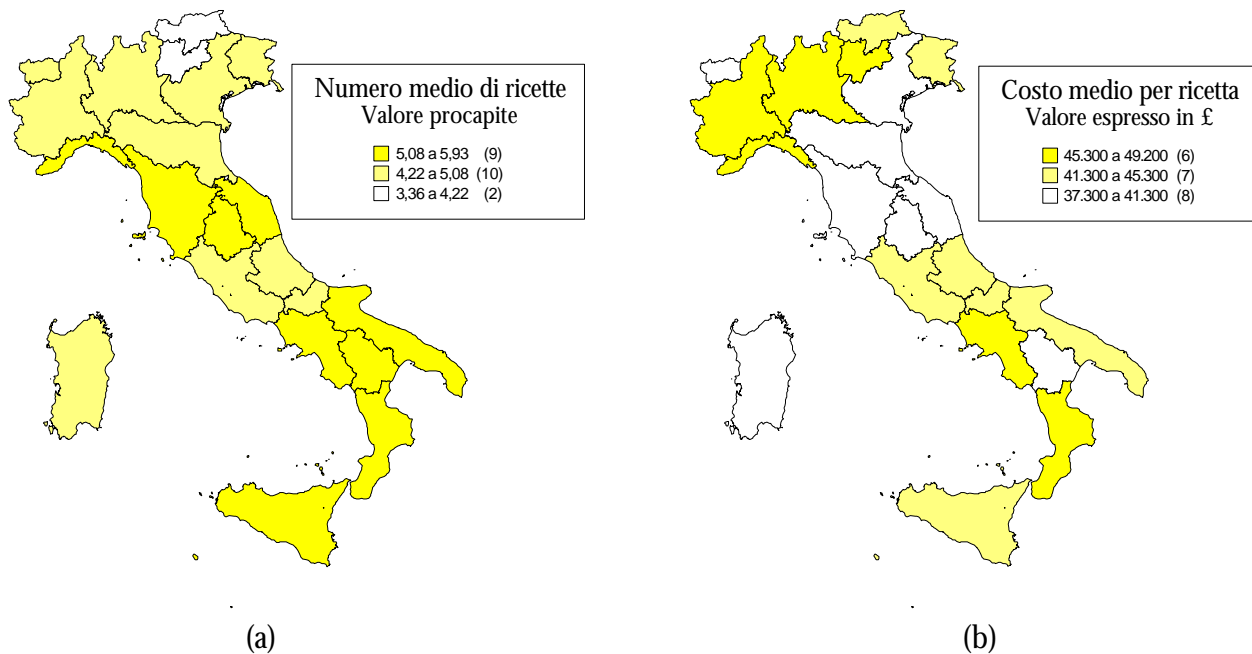 Numero medio di ricette
Valore procapite
5,08 a 5,93 (9)
4,22 a 5,08 (10)
3,36 a 4,22 (2)
(a)
Costo medio per ricetta
Valore espresso in £
45.300 a 49.200 (6)
41.300 a 45.300 (7)
37.300 a 41.300 (8)
(b)